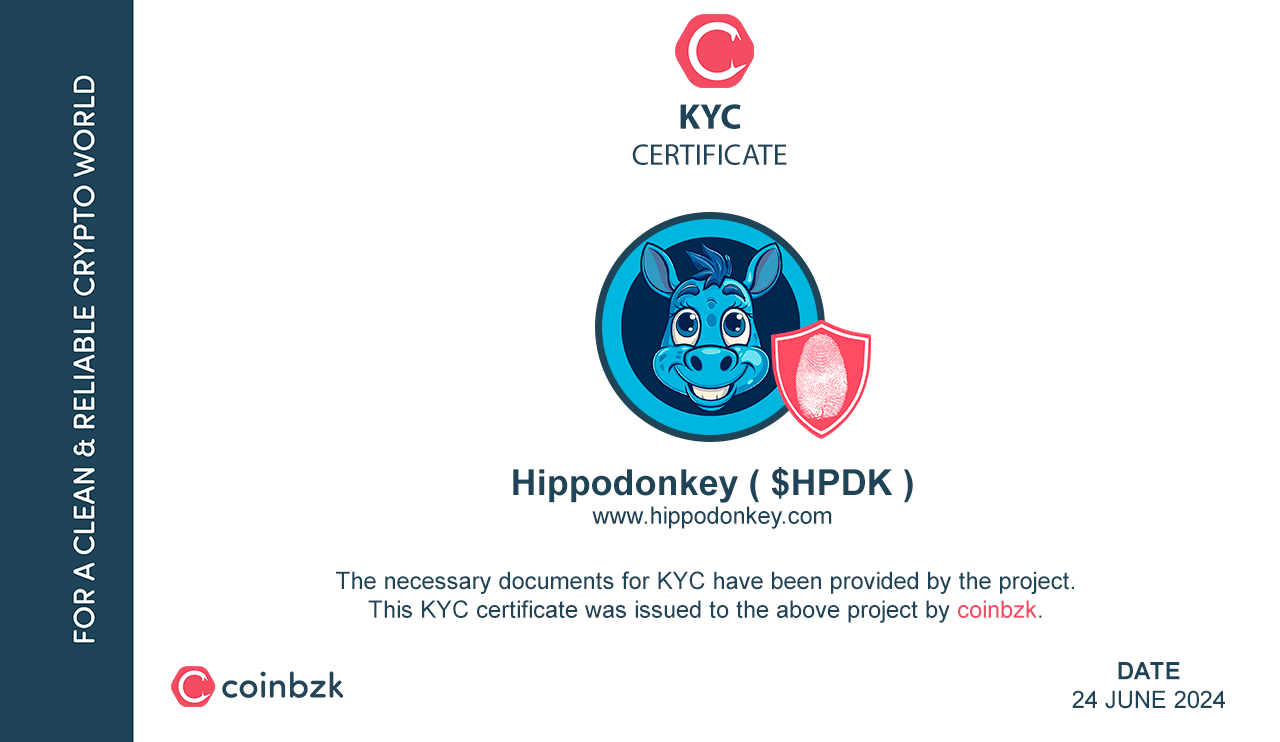 FOR A CLEAN & RELIABLE CRYPTO WORLD
KYC
CERTIFICATE
Hippodonkey ( $HPDK )
www.hippodonkey.com
The necessary documents for KYC have been provided by the project.
This KYC certificate was issued to the above project by coinbzk.
coinbzk
DATE
24 JUNE 2024